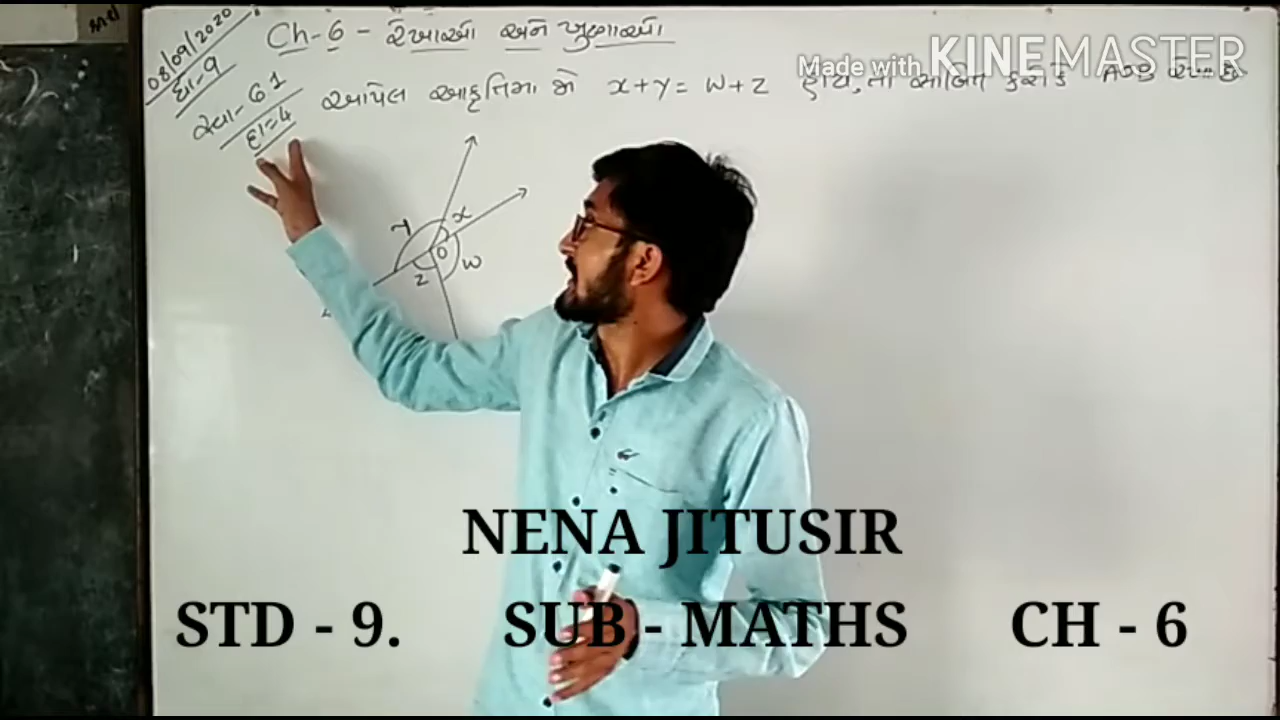 08/09/2020
ધા-9
સ્વા-6 1
દા=4
Ch-6 - રેખાઓ અને ખૂણાઓ
આપેલ આકૃતિમાં જો x+y = w+z હોય, તો સાબિત કરો કે AOB રેખા છે
Made with KINEMASTER
x
y
O
z
w
NENA JITUSIR
STD - 9. SUB - MATHS CH - 6